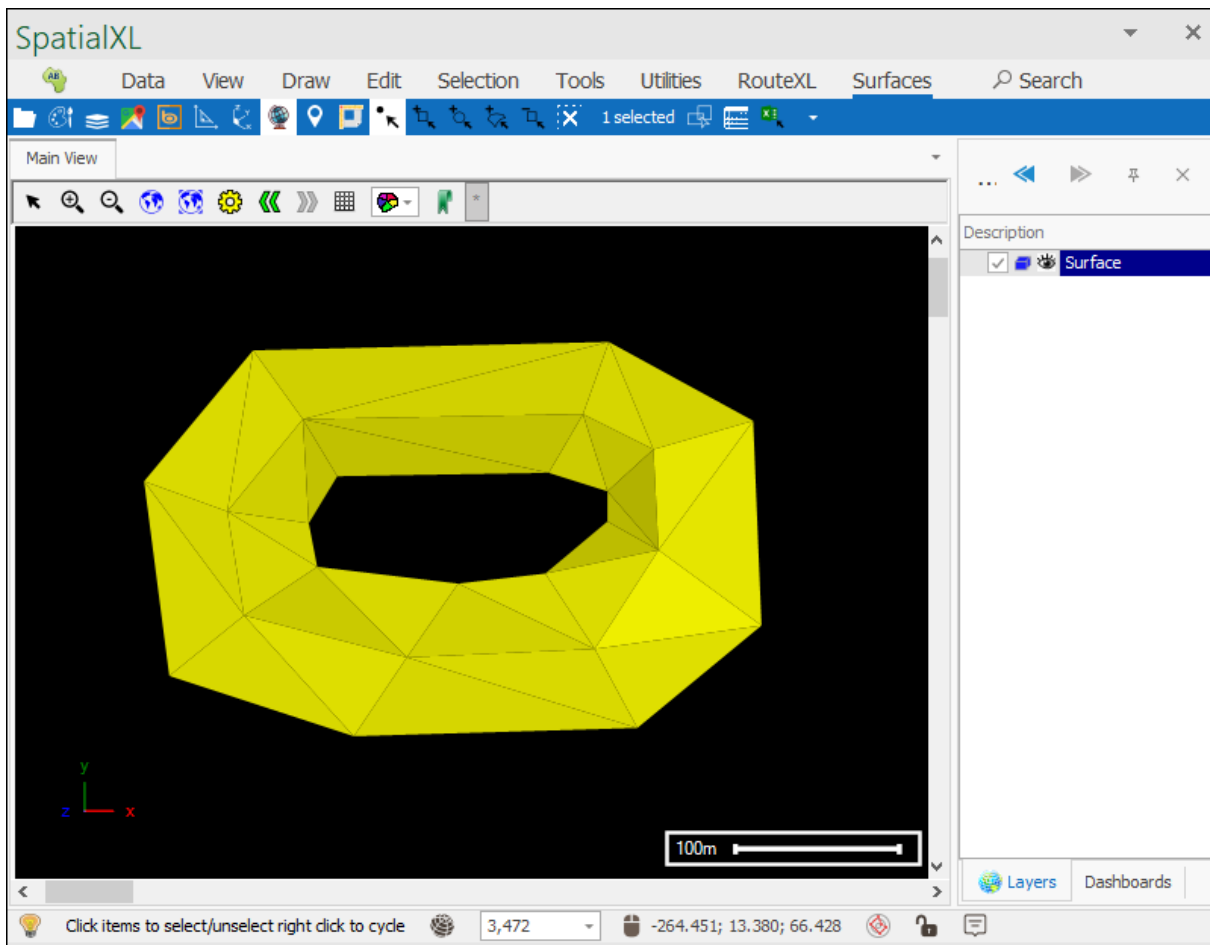 SpatialXL
AB Data View Draw Edit Selection Tools Utilities RouteXL Surfaces Search
1 selected
Main View
...
*
Description
Surface
y
z x
100m
Layers Dashboards
Click items to select/unselect right click to cycle 3,472 -264.451; 13.380; 66.428